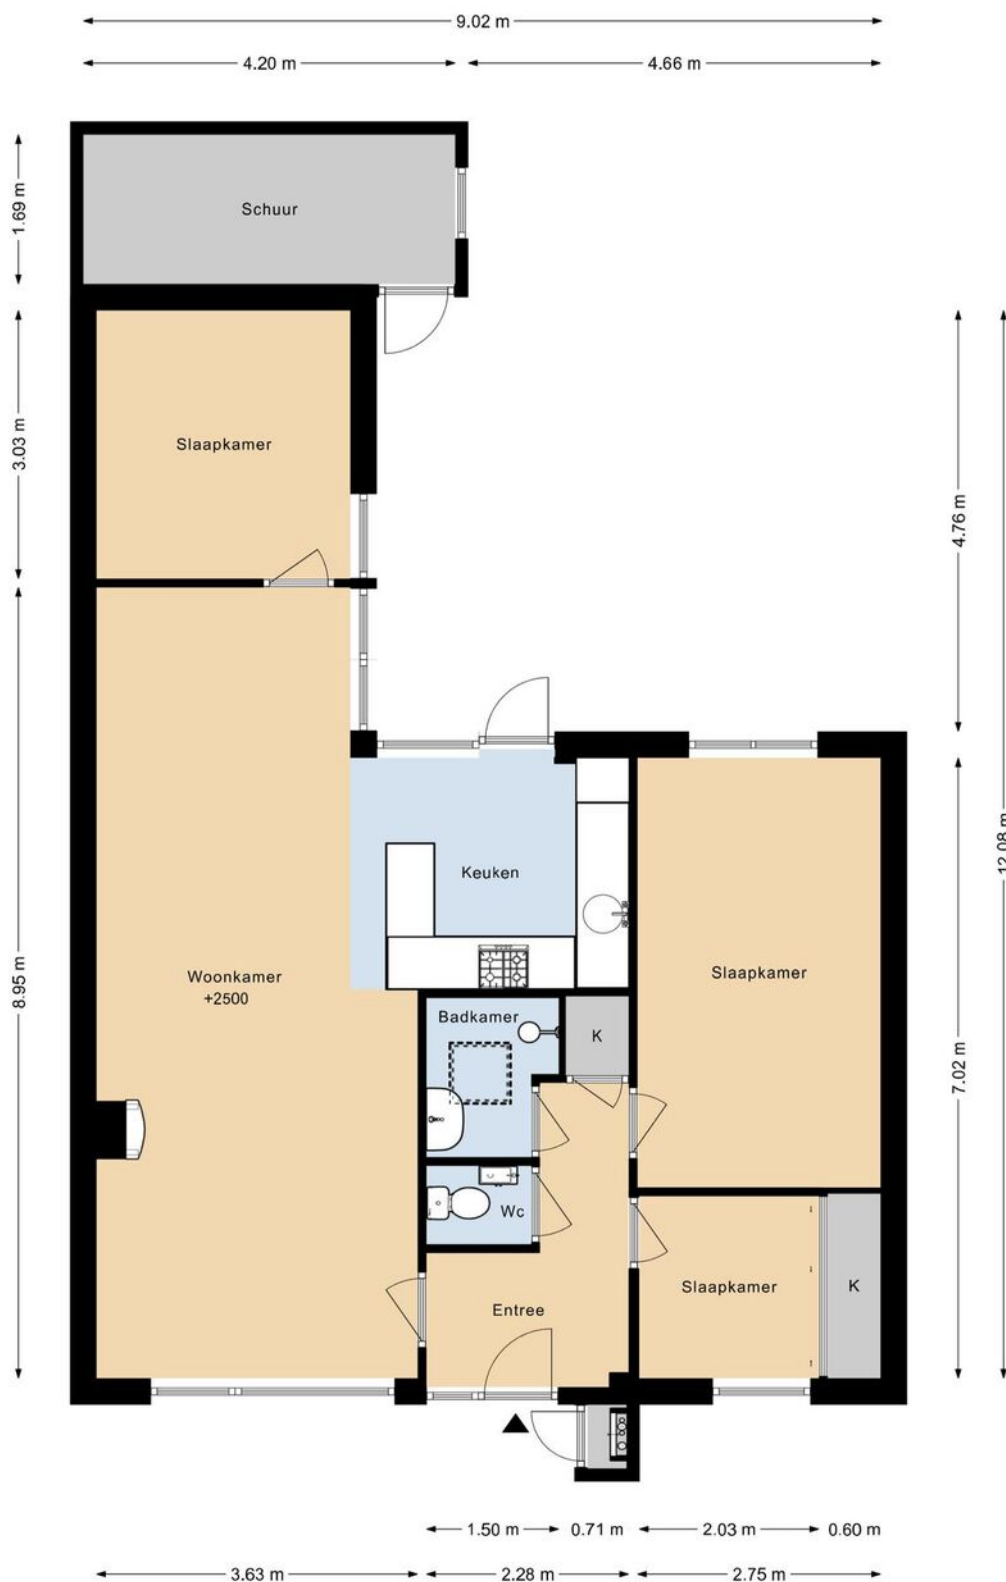 9.02 m
4.20 m
4.66 m
1.69 m
Schuur
3.03 m
Slaapkamer
4.76 m
12.08 m
Keuken
8.95 m
Woonkamer
+2500
Slaapkamer
Badkamer
K
7.02 m
Wc
Slaapkamer
K
Entree
1.50 m
0.71 m
2.03 m
0.60 m
3.63 m
2.28 m
2.75 m